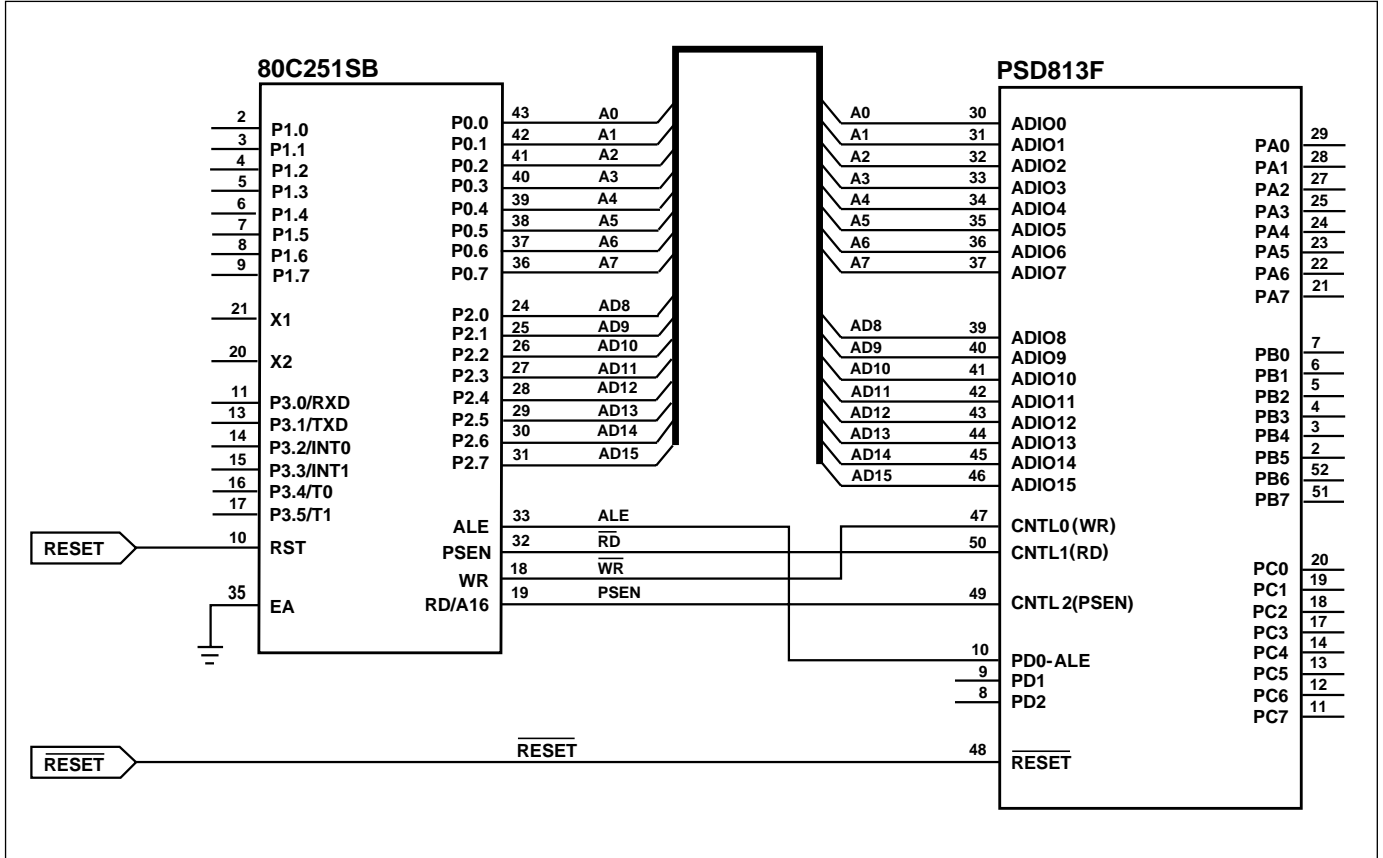 80C251SB
2 P1.0
3 P1.1
4 P1.2
5 P1.3
6 P1.4
7 P1.5
8 P1.6
9 P1.7
21 X1
20 X2
11 P3.0/RXD
13 P3.1/TXD
14 P3.2/INT0
15 P3.3/INT1
16 P3.4/T0
17 P3.5/T1
RESET 10 RST
35 EA
P0.0 43 A0
P0.1 42 A1
P0.2 41 A2
P0.3 40 A3
P0.4 39 A4
P0.5 38 A5
P0.6 37 A6
P0.7 36 A7
P2.0 24 AD8
P2.1 25 AD9
P2.2 26 AD10
P2.3 27 AD11
P2.4 28 AD12
P2.5 29 AD13
P2.6 30 AD14
P2.7 31 AD15
ALE 33 ALE
PSEN 32 RD
WR 18 WR
RD/A16 19 PSEN
PSD813F
A0 30 ADIO0
A1 31 ADIO1
A2 32 ADIO2
A3 33 ADIO3
A4 34 ADIO4
A5 35 ADIO5
A6 36 ADIO6
A7 37 ADIO7
AD8 39 ADIO8
AD9 40 ADIO9
AD10 41 ADIO10
AD11 42 ADIO11
AD12 43 ADIO12
AD13 44 ADIO13
AD14 45 ADIO14
AD15 46 ADIO15
47 CNTL0(WR)
50 CNTL1(RD)
49 CNTL2(PSEN)
10 PD0-ALE
9 PD1
8 PD2
RESET RESET 48 RESET
PA0 29
PA1 28
PA2 27
PA3 25
PA4 24
PA5 23
PA6 22
PA7 21
PB0 7
PB1 6
PB2 5
PB3 4
PB4 3
PB5 2
PB6 52
PB7 51
PC0 20
PC1 19
PC2 18
PC3 17
PC4 14
PC5 13
PC6 12
PC7 11